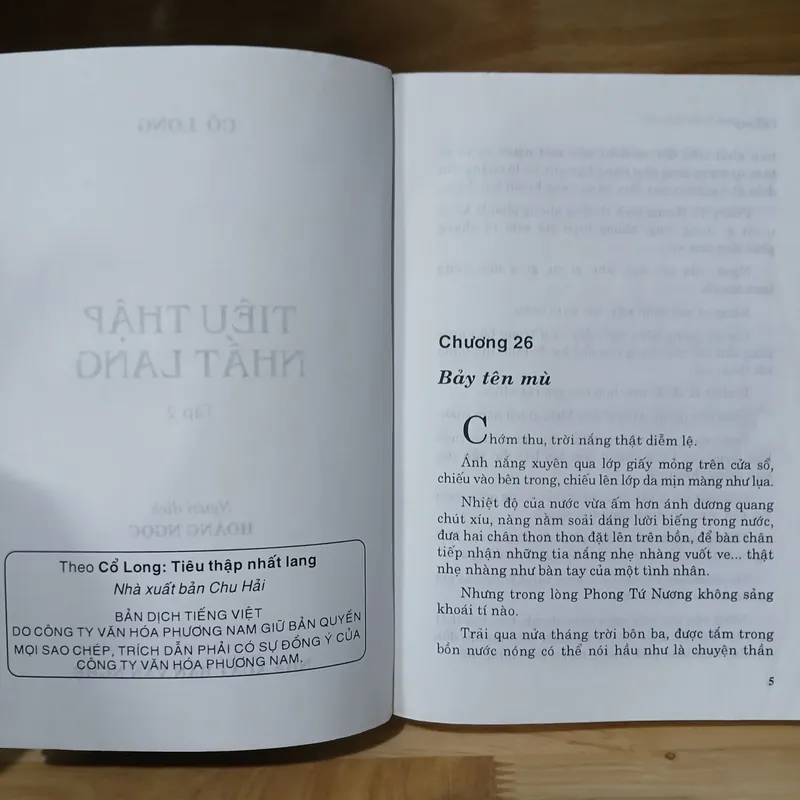 CỔ LONG
TIÊU THẬP
NHẤT LANG
Tập 2
Người dịch
HOÀNG NGỌC
Theo Cổ Long: Tiêu thập nhất lang
Nhà xuất bản Chu Hải
BẢN DỊCH TIẾNG VIỆT
DO CÔNG TY VĂN HÓA PHƯƠNG NAM GIỮ BẢN QUYỀN
MỌI SAO CHÉP, TRÍCH DẪN PHẢI CÓ SỰ ĐỒNG Ý CỦA
CÔNG TY VĂN HÓA PHƯƠNG NAM.
Chương 26
Bảy tên mù
Chớm thu, trời nắng thật diễm lệ.
Ánh nắng xuyên qua lớp giấy mỏng trên cửa sổ,
chiếu vào bên trong, chiếu lên lớp da mịn màng như lụa.
Nhiệt độ của nước vừa ấm hơn ánh dương quang
chút xíu, nàng nằm soải dáng lười biếng trong nước,
đưa hai chân thon thon đặt lên trên bồn, để bàn chân
tiếp nhận những tia nắng nhẹ nhàng vuốt ve... thật
nhẹ nhàng như bàn tay của một tình nhân.
Nhưng trong lòng Phong Tứ Nương không sảng
khoái tí nào.
Trải qua nửa tháng trời bôn ba, được tắm trong
bồn nước nóng có thể nói hầu như là chuyện thần
5